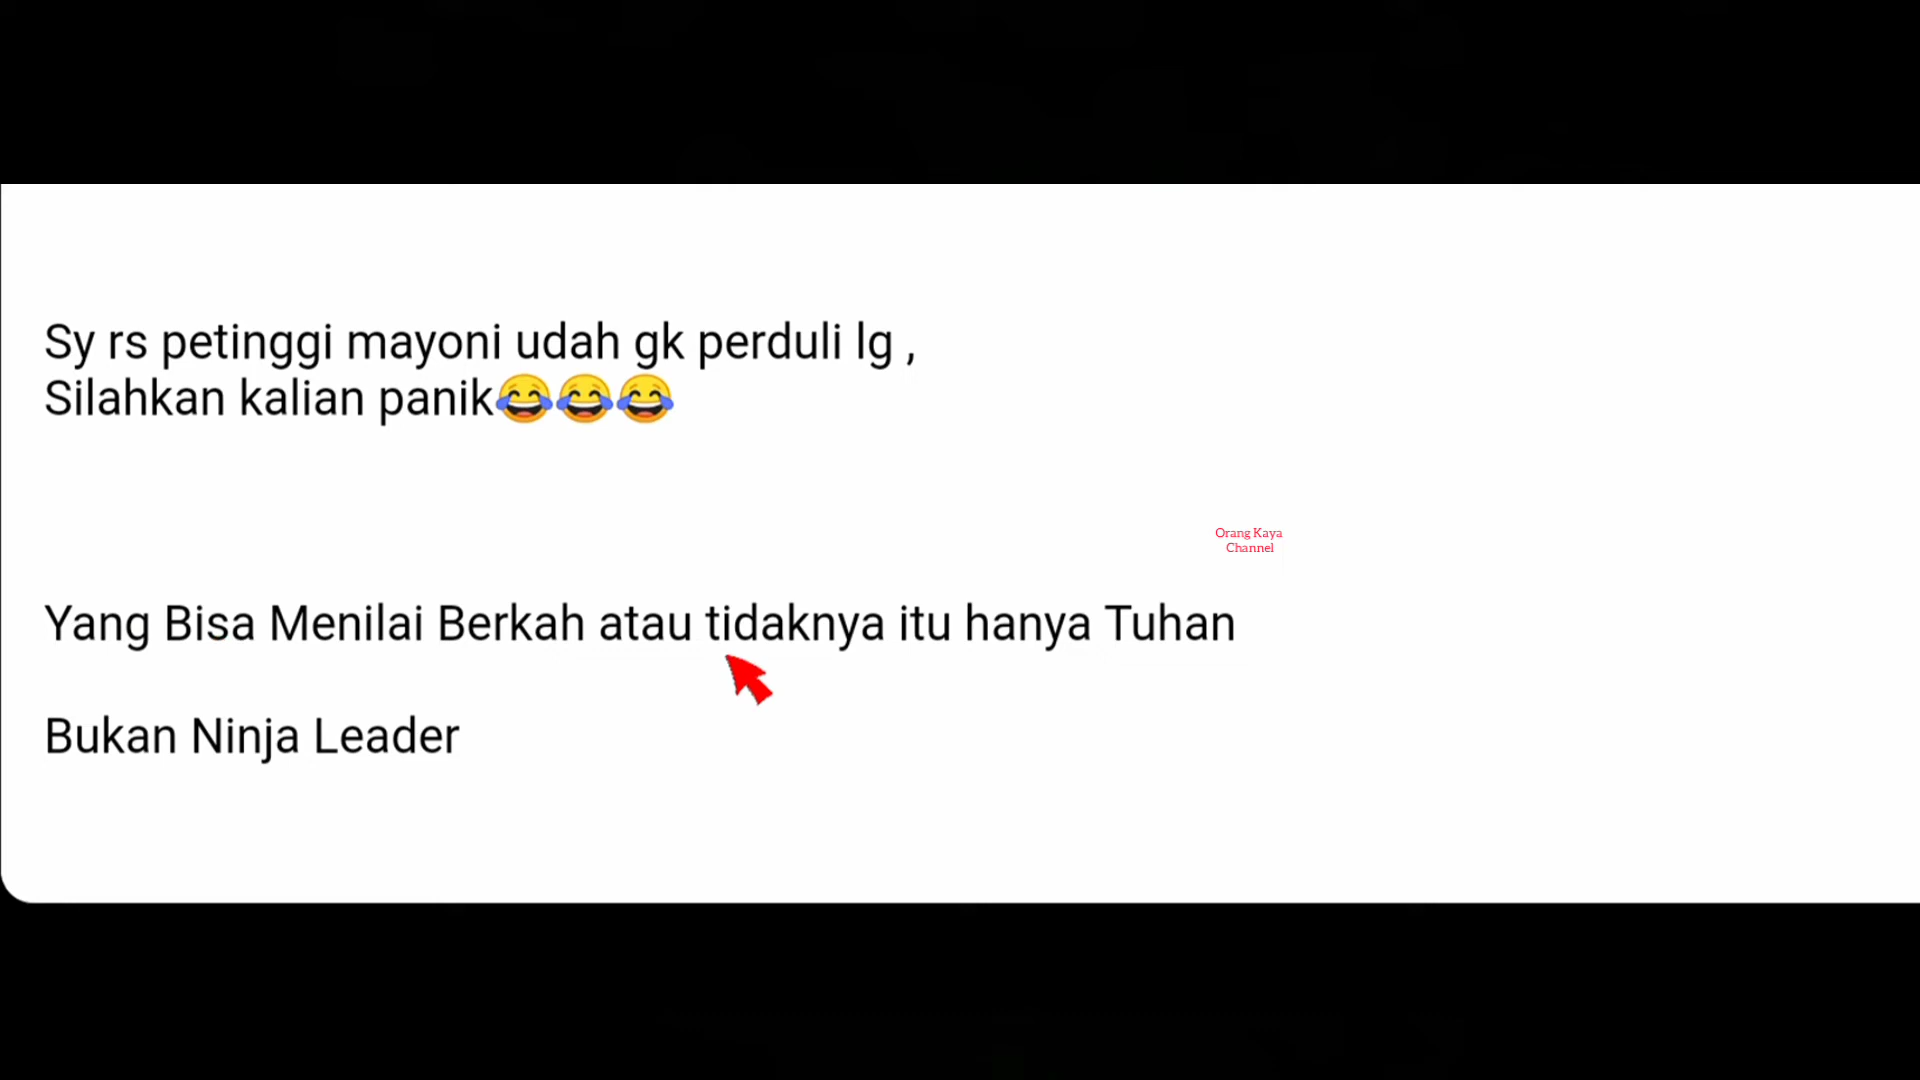 Sy rs petinggi mayoni udah gk perduli lg ,
Silahkan kalian panik😂😂😂
Orang Kaya
Channel
Yang Bisa Menilai Berkah atau tidaknya itu hanya Tuhan
Bukan Ninja Leader